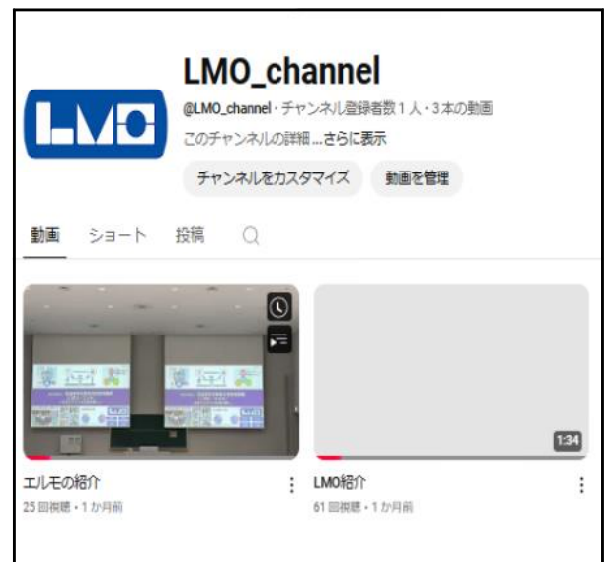 LMO_channel
LMO
@LMO_channel・チャンネル登録者数 1 人・3 本の動画
このチャンネルの詳細 ...さらに表示
チャンネルをカスタマイズ 動画を管理
動画 ショート 投稿
LMO
1:34
エルモの紹介 LMO紹介
25 回視聴・1 か月前 61 回視聴・1 か月前